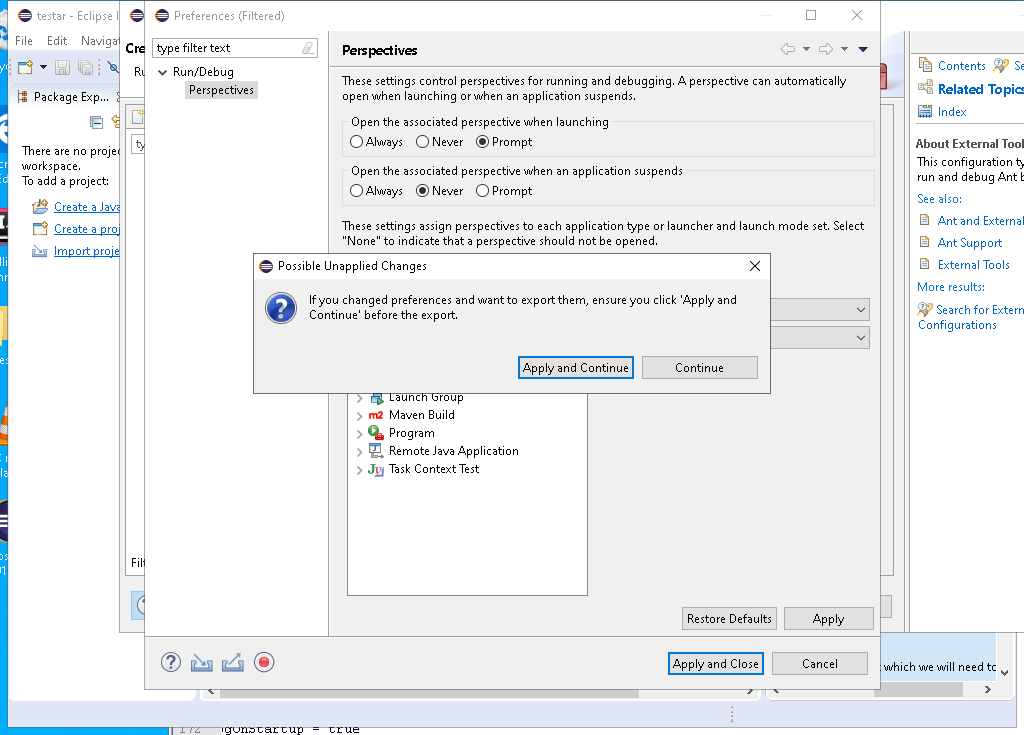 testar - Eclipse I
Preferences (Filtered)
File Edit Navigat
Package Exp...
There are no projec
workspace.
To add a project:
Create a Java
Create a proj
Import proje
Cre
Ru
ty
Filt
type filter text
Run/Debug
Perspectives
Perspectives
These settings control perspectives for running and debugging. A perspective can automatically
open when launching or when an application suspends.
Open the associated perspective when launching
Always Never Prompt
Open the associated perspective when an application suspends
Always Never Prompt
These settings assign perspectives to each application type or launcher and launch mode set. Select
"None" to indicate that a perspective should not be opened.
Possible Unapplied Changes
If you changed preferences and want to export them, ensure you click 'Apply and
Continue' before the export.
Apply and Continue Continue
Launch Group
m2 Maven Build
Program
Remote Java Application
Ju Task Context Test
Restore Defaults Apply
Apply and Close Cancel
Contents Se
Related Topics
Index
About External Tool
This configuration ty
run and debug Ant b
See also:
Ant and External
Ant Support
External Tools
More results:
Search for Extern
Configurations
which we will need to
172 gOnStartup = true